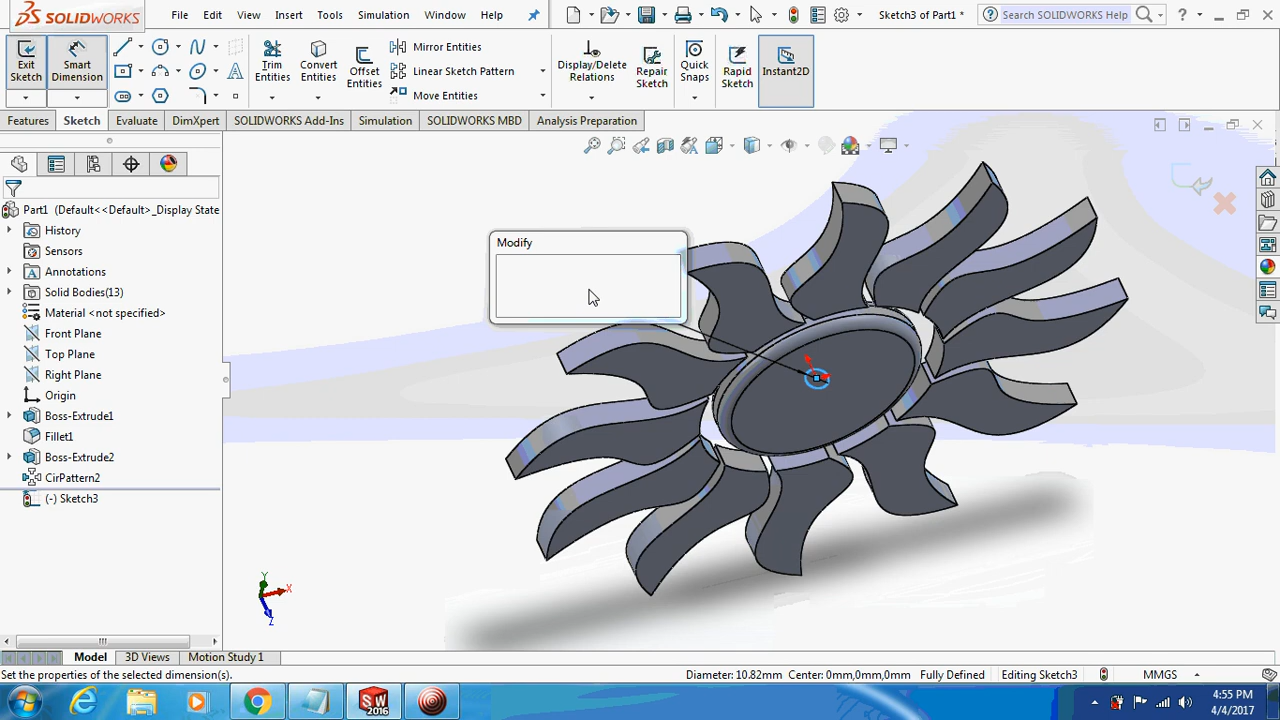 SOLIDWORKS File Edit View Insert Tools Simulation Window Help Sketch3 of Part1 * Search SOLIDWORKS Help
Exit Sketch
Smart Dimension
Trim Entities
Convert Entities
Offset Entities
Mirror Entities
Linear Sketch Pattern
Move Entities
Display/Delete Relations
Repair Sketch
Quick Snaps
Rapid Sketch
Instant2D
Features Sketch Evaluate DimXpert SOLIDWORKS Add-Ins Simulation SOLIDWORKS MBD Analysis Preparation
Part1 (Default<<Default>_Display State
History
Sensors
Annotations
Solid Bodies(13)
Material <not specified>
Front Plane
Top Plane
Right Plane
Origin
Boss-Extrude1
Fillet1
Boss-Extrude2
CirPattern2
(-) Sketch3
Modify
Y
X
Z
Model 3D Views Motion Study 1
Set the properties of the selected dimension(s). Diameter: 10.82mm Center: 0mm,0mm,0mm Fully Defined Editing Sketch3 MMGS
SW
2016
4:55 PM
4/4/2017